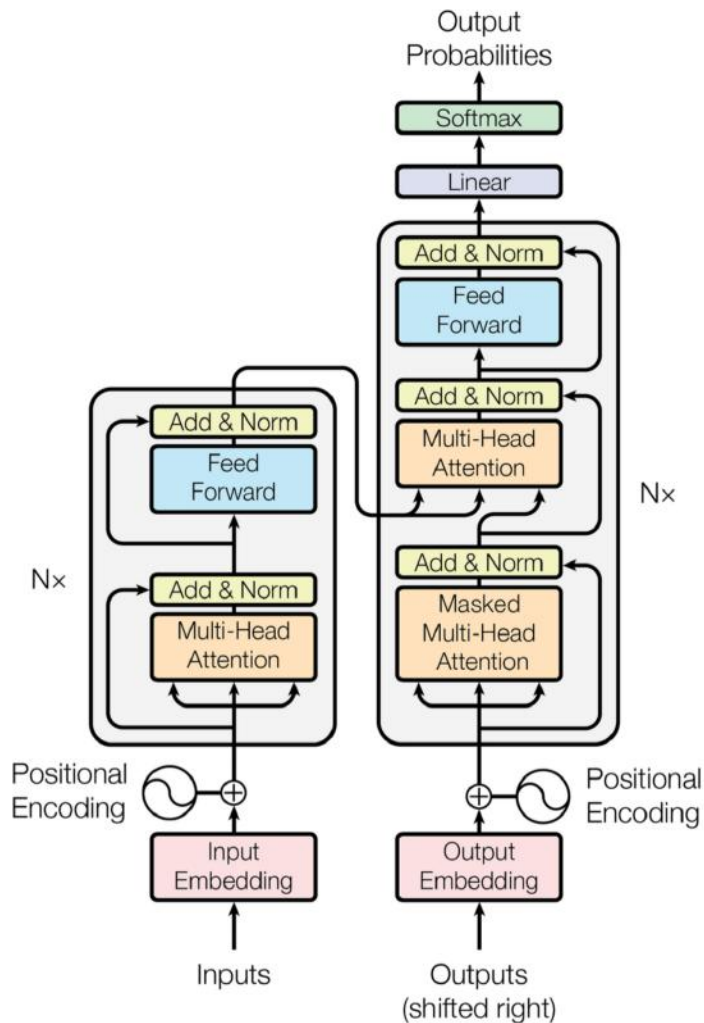 Output
Probabilities
Softmax
Linear
Add & Norm
Feed
Forward
Add & Norm
Multi-Head
Attention
Add & Norm
Masked
Multi-Head
Attention
Nx
Add & Norm
Feed
Forward
Add & Norm
Multi-Head
Attention
Nx
Positional
Encoding
Positional
Encoding
Input
Embedding
Output
Embedding
Inputs
Outputs
(shifted right)